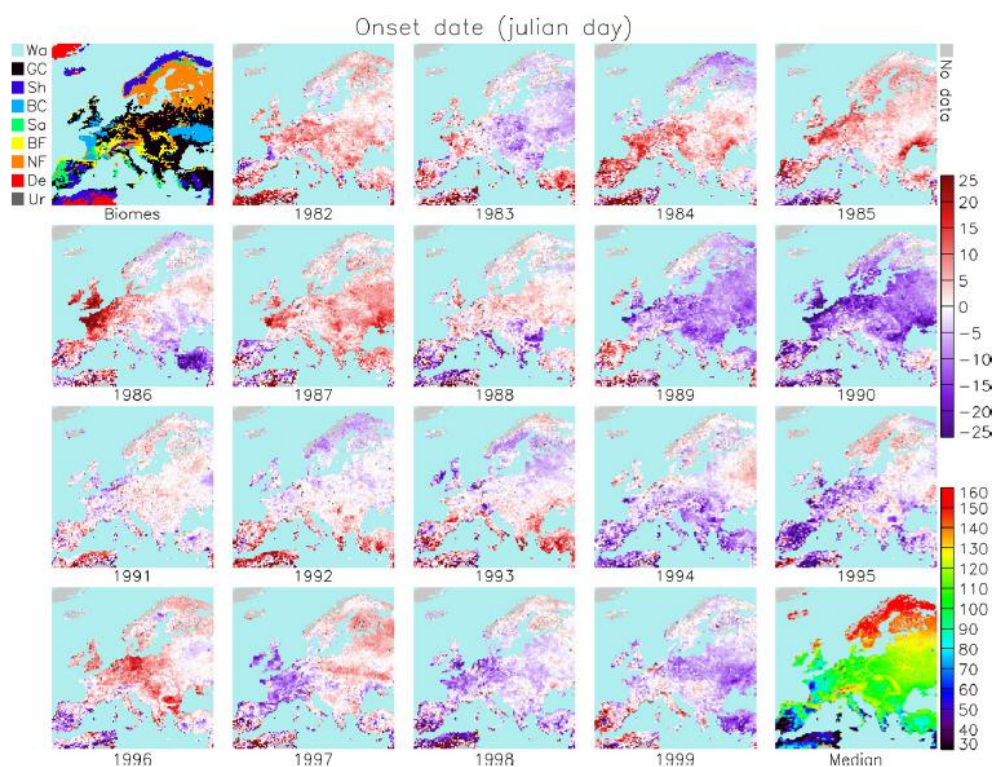 Onset date (julian day)
Wa
GC
Sh
BC
Sa
BF
NF
De
Ur
No data
Biomes 1982 1983 1984 1985
25
20
15
10
5
0
−5
−10
−15
−20
−25
1986 1987 1988 1989 1990
1991 1992 1993 1994 1995
160
150
140
130
120
110
100
90
80
70
60
50
40
30
1996 1997 1998 1999 Median